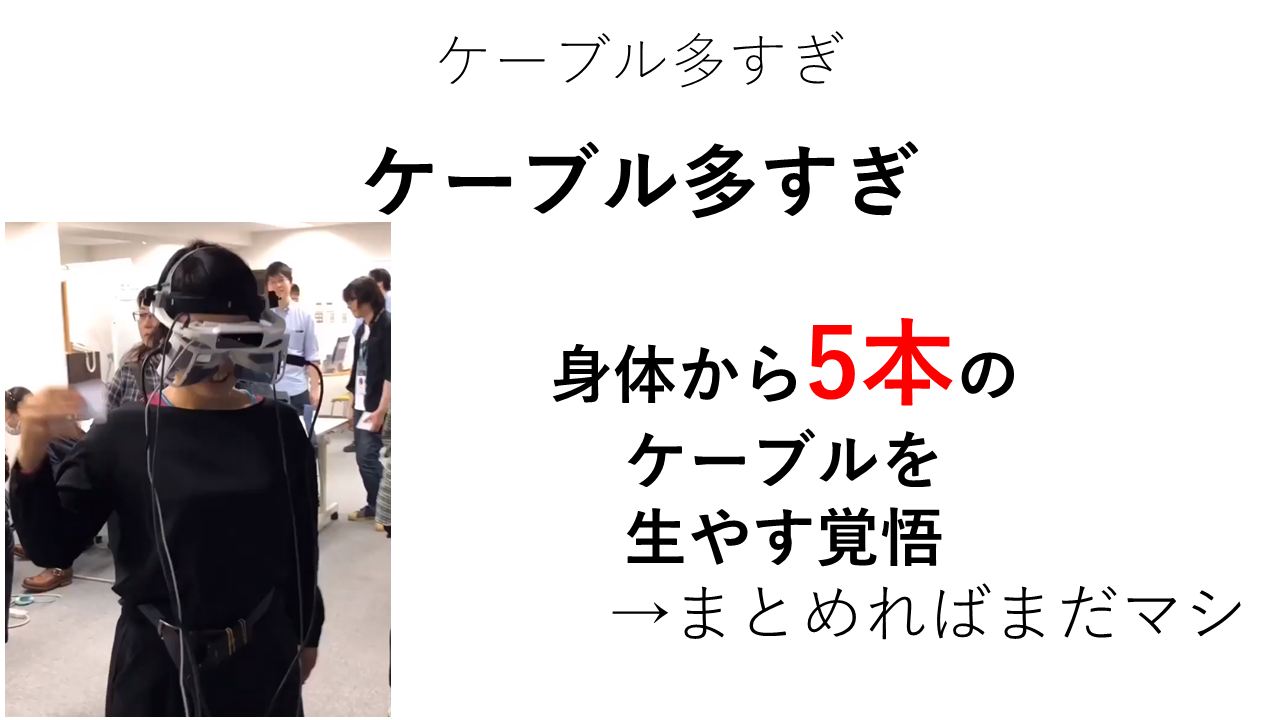 ケーブル多すぎ
ケーブル多すぎ
身体から5本の
ケーブルを
生やす覚悟
→まとめればまだマシ